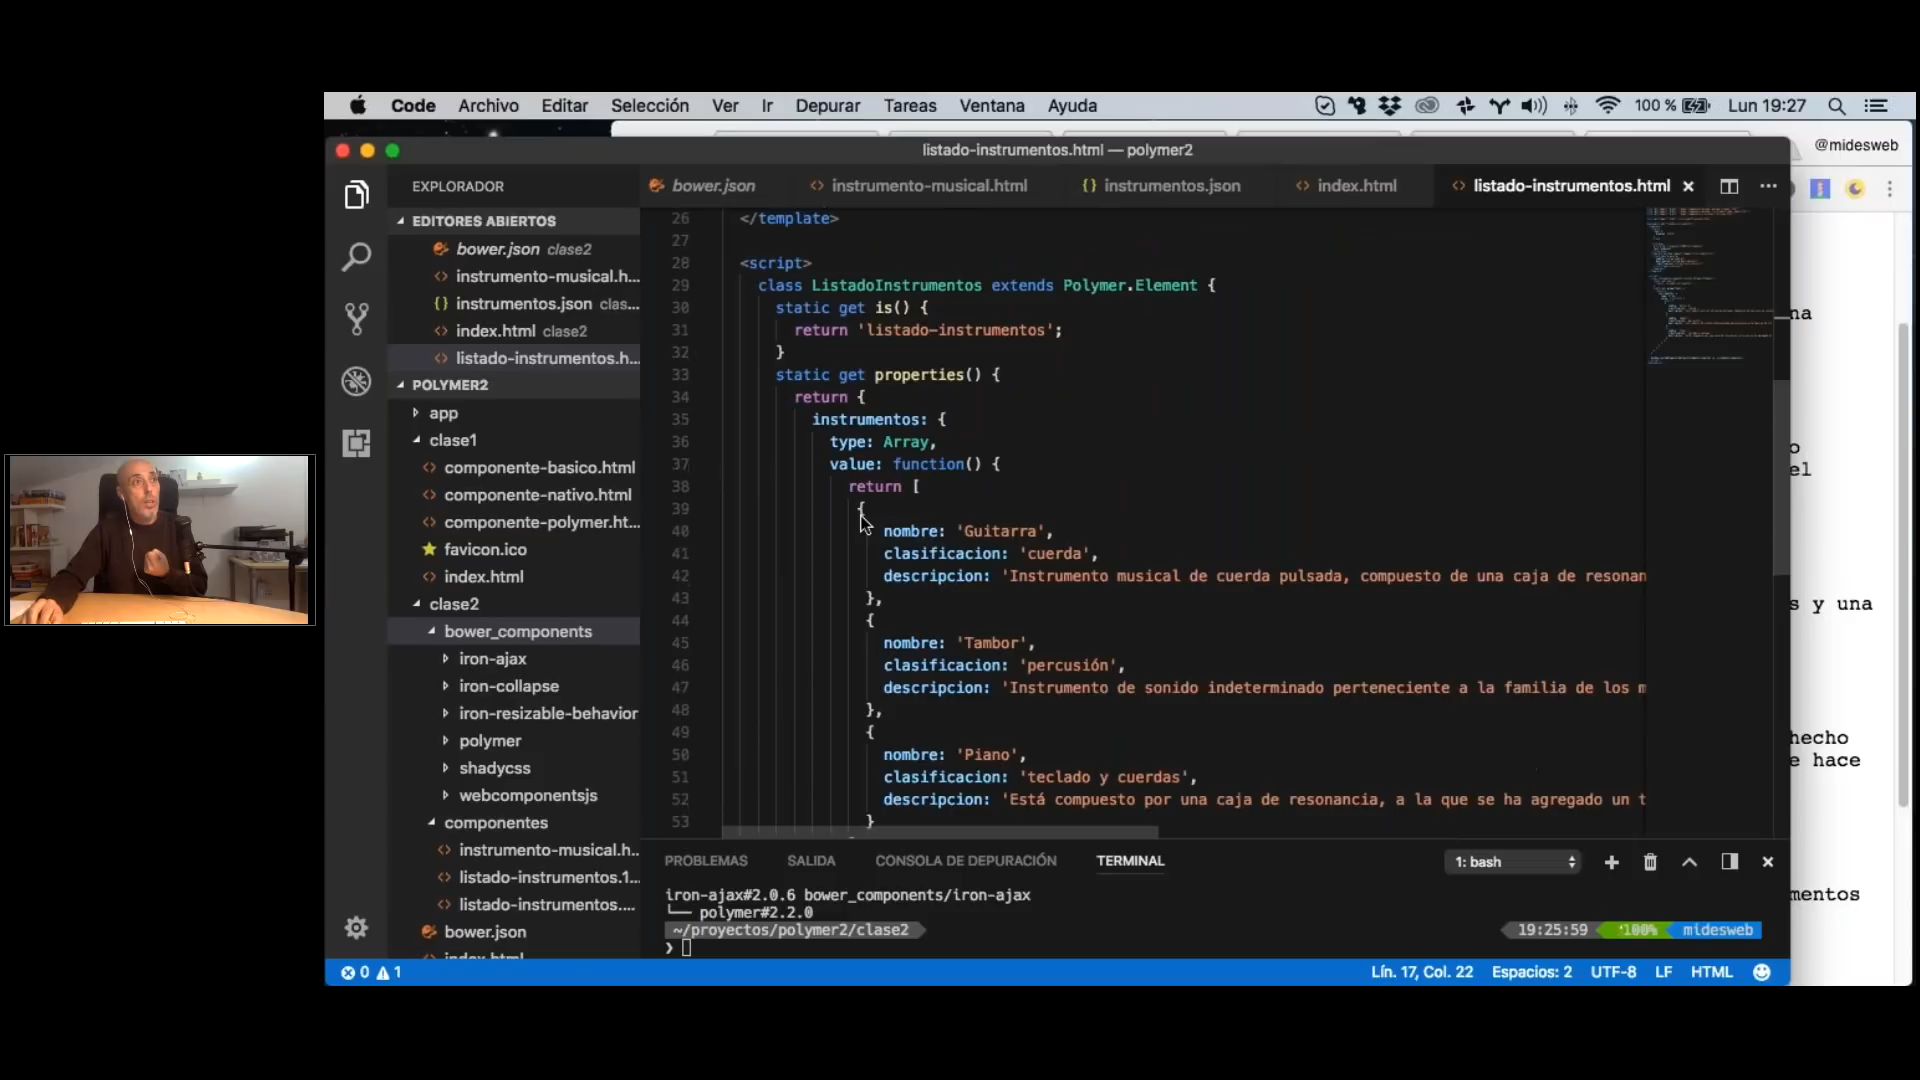 Code Archivo Editar Selección Ver Ir Depurar Tareas Ventana Ayuda 100 % Lun 19:27
listado-instrumentos.html — polymer2
@midesweb
EXPLORADOR
EDITORES ABIERTOS
bower.json clase2
instrumento-musical.h...
instrumentos.json clas...
index.html clase2
listado-instrumentos.h...
POLYMER2
app
clase1
componente-basico.html
componente-nativo.html
componente-polymer.ht...
favicon.ico
index.html
clase2
bower_components
iron-ajax
iron-collapse
iron-resizable-behavior
polymer
shadycss
webcomponentsjs
componentes
instrumento-musical.h...
listado-instrumentos.1...
listado-instrumentos....
bower.json
index.html
bower.json instrumento-musical.html instrumentos.json index.html listado-instrumentos.html
26 </template>
27
28 <script>
29 class ListadoInstrumentos extends Polymer.Element {
30 static get is() {
31 return 'listado-instrumentos';
32 }
33 static get properties() {
34 return {
35 instrumentos: {
36 type: Array,
37 value: function() {
38 return [
39 {
40 nombre: 'Guitarra',
41 clasificacion: 'cuerda',
42 descripcion: 'Instrumento musical de cuerda pulsada, compuesto de una caja de resonan
43 },
44 {
45 nombre: 'Tambor',
46 clasificacion: 'percusión',
47 descripcion: 'Instrumento de sonido indeterminado perteneciente a la familia de los m
48 },
49 {
50 nombre: 'Piano',
51 clasificacion: 'teclado y cuerdas',
52 descripcion: 'Está compuesto por una caja de resonancia, a la que se ha agregado un t
53 }
PROBLEMAS SALIDA CONSOLA DE DEPURACIÓN TERMINAL 1: bash
iron-ajax#2.0.6 bower_components/iron-ajax
└── polymer#2.2.0
~/proyectos/polymer2/clase2 19:25:59 100% midesweb
❯
0 1 Lín. 17, Col. 22 Espacios: 2 UTF-8 LF HTML
na
o
el
s y una
hecho
e hace
mentos